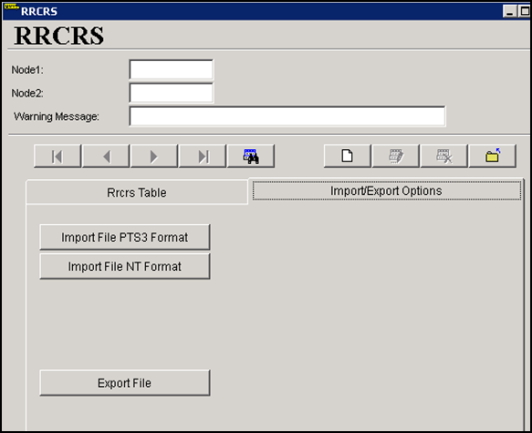 RRCRS
RRCRS
Node1:
Node2:
Warning Message:
Rrcrs Table
Import/Export Options
Import File PTS3 Format
Import File NT Format
Export File